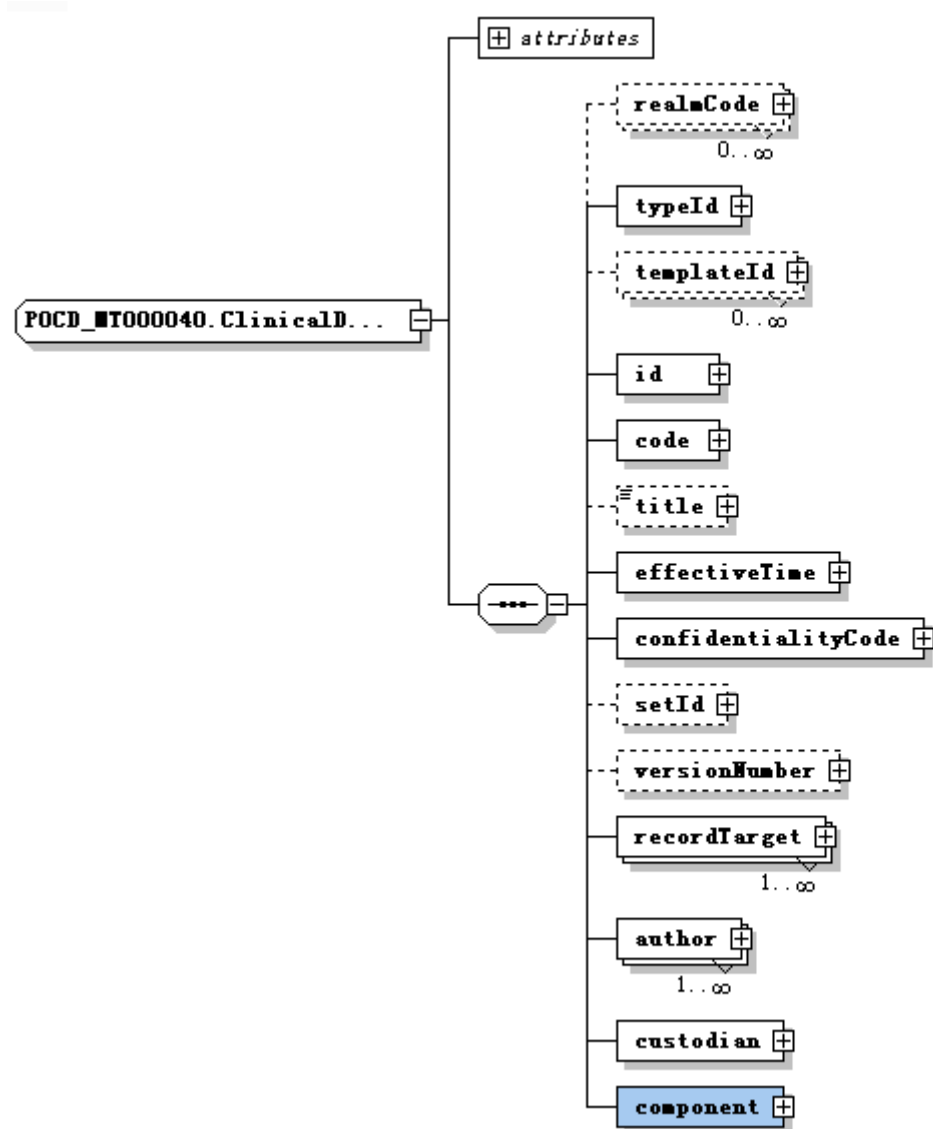 attributes
realmCode
0..∞
typeId
templateId
0..∞
POCD_MT000040.ClinicalD...
id
code
title
effectiveTime
confidentialityCode
setId
versionNumber
recordTarget
1..∞
author
1..∞
custodian
component